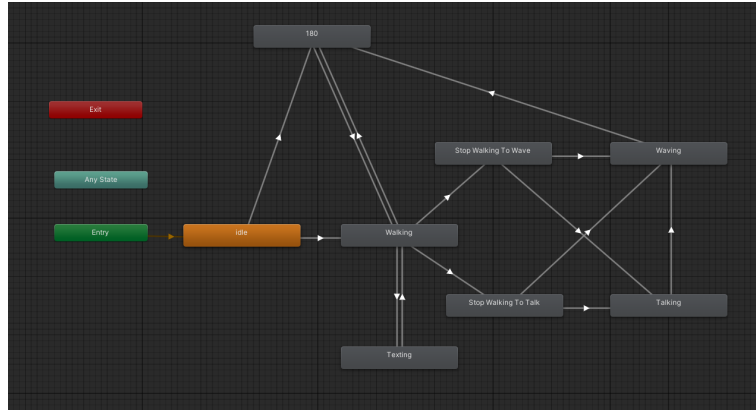 180
Exit
Stop Walking To Wave
Waving
Any State
Entry
idle
Walking
Stop Walking To Talk
Talking
Texting